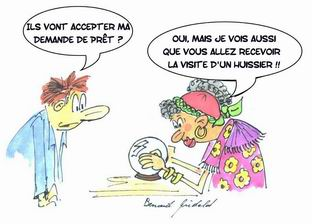 ILS VONT ACCEPTER MA
DEMANDE DE PRÊT ?
OUI, MAIS JE VOIS AUSSI
QUE VOUS ALLEZ RECEVOIR
LA VISITE D'UN HUISSIER !!